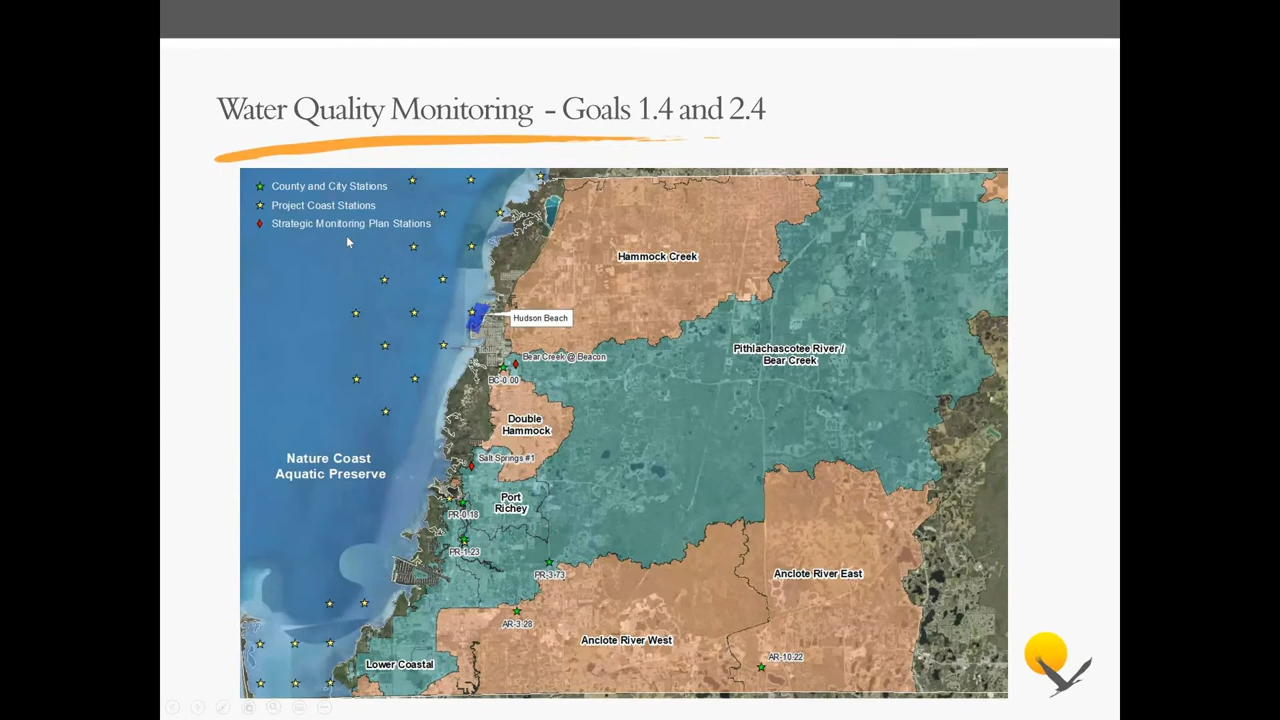 Water Quality Monitoring - Goals 1.4 and 2.4
County and City Stations
Project Coast Stations
Strategic Monitoring Plan Stations
Hammock Creek
Hudson Beach
Pithlachascotee River /
Bear Creek
Bear Creek @ Beacon
BC-0.00
Double
Hammock
Nature Coast
Aquatic Preserve
Salt Springs #1
Port
Richey
PR-0.18
PR-1.23
PR-3.73
Anclote River East
AR-3.28
Anclote River West
AR-10.22
Lower Coastal